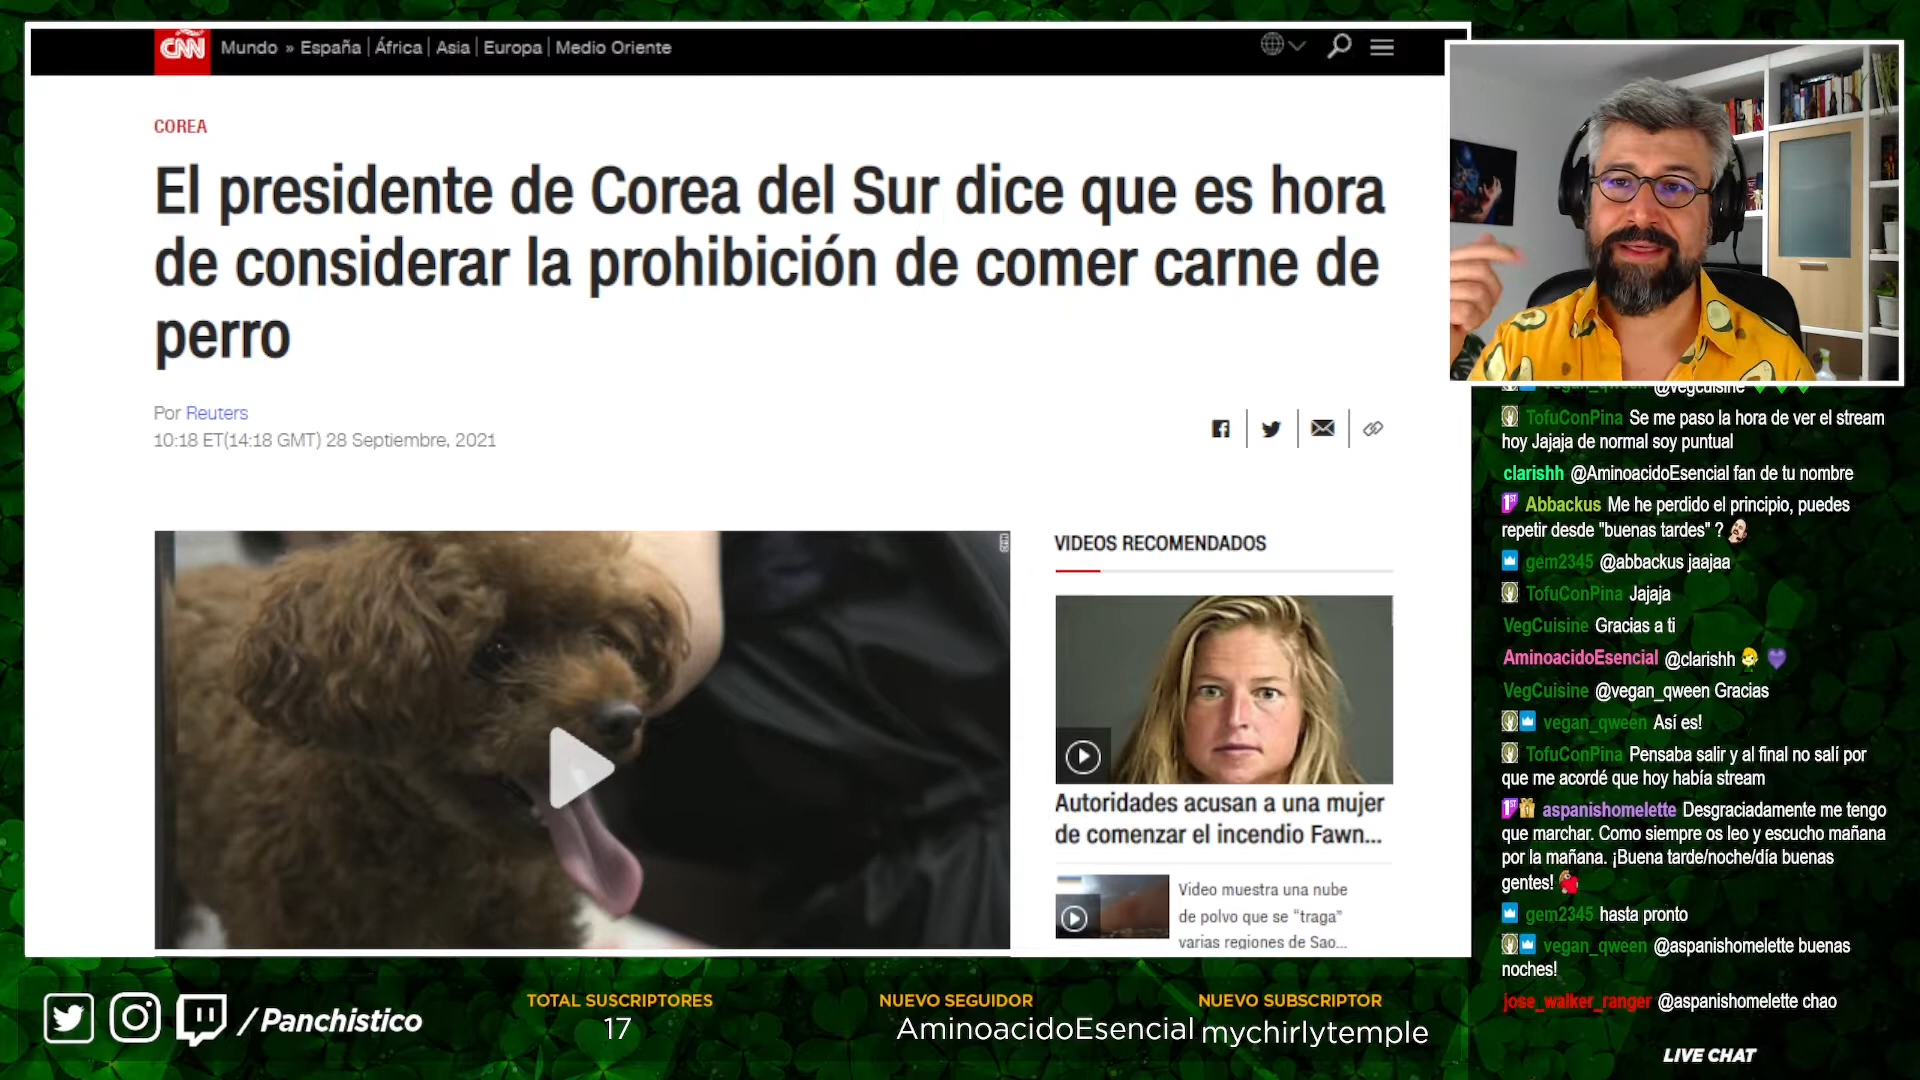 CNN
Mundo » España | África | Asia | Europa | Medio Oriente
COREA
El presidente de Corea del Sur dice que es hora
de considerar la prohibición de comer carne de
perro
Por Reuters
10:18 ET(14:18 GMT) 28 Septiembre, 2021
VIDEOS RECOMENDADOS
Autoridades acusan a una mujer
de comenzar el incendio Fawn...
Video muestra una nube
de polvo que se “traga”
varias regiones de Sao...
vegan_qween @vegcuisine
TofuConPina Se me paso la hora de ver el stream
hoy Jajaja de normal soy puntual
clarishh @AminoacidoEsencial fan de tu nombre
1ST Abbackus Me he perdido el principio, puedes
repetir desde "buenas tardes" ?
gem2345 @abbackus jaajaa
TofuConPina Jajaja
VegCuisine Gracias a ti
AminoacidoEsencial @clarishh
VegCuisine @vegan_qween Gracias
vegan_qween Así es!
TofuConPina Pensaba salir y al final no salí por
que me acordé que hoy había stream
1ST aspanishomelette Desgraciadamente me tengo
que marchar. Como siempre os leo y escucho mañana
por la mañana. ¡Buena tarde/noche/día buenas
gentes!
gem2345 hasta pronto
vegan_qween @aspanishomelette buenas
noches!
jose_walker_ranger @aspanishomelette chao
LIVE CHAT
/Panchistico
TOTAL SUSCRIPTORES
17
NUEVO SEGUIDOR
AminoacidoEsencial
NUEVO SUBSCRIPTOR
mychirlytemple